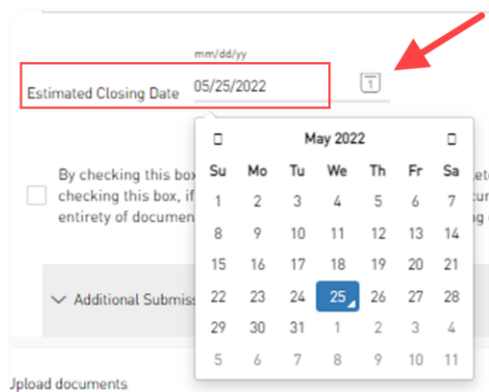 mm/dd/yy
Estimated Closing Date 05/25/2022
1
May 2022
Su Mo Tu We Th Fr Sa
1 2 3 4 5 6 7
8 9 10 11 12 13 14
15 16 17 18 19 20 21
22 23 24 25 26 27 28
29 30 31 1 2 3 4
5 6 7 8 9 10 11
By checking this box
checking this box, if
entirety of documen
Additional Submiss
Upload documents